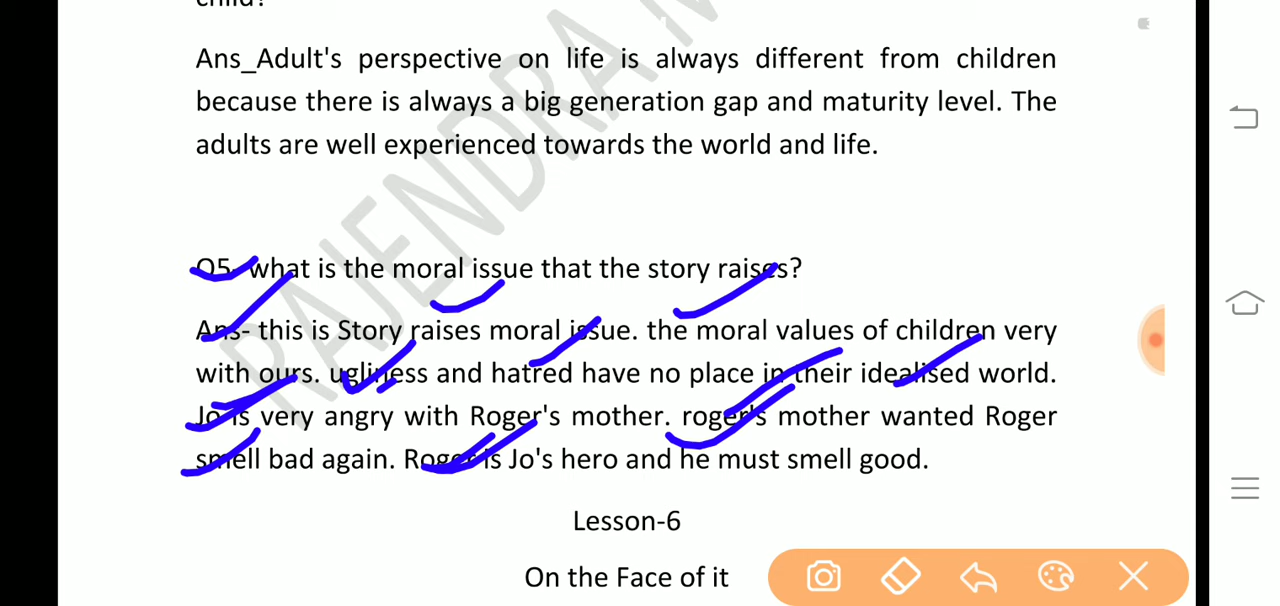 child?
Ans_Adult's perspective on life is always different from children
because there is always a big generation gap and maturity level. The
adults are well experienced towards the world and life.
Q5- what is the moral issue that the story raises?
Ans- this is Story raises moral issue. the moral values of children very
with ours. ugliness and hatred have no place in their idealised world.
Jo is very angry with Roger's mother. roger's mother wanted Roger
smell bad again. Roger is Jo's hero and he must smell good.
Lesson-6
On the Face of it
RAJENDRA